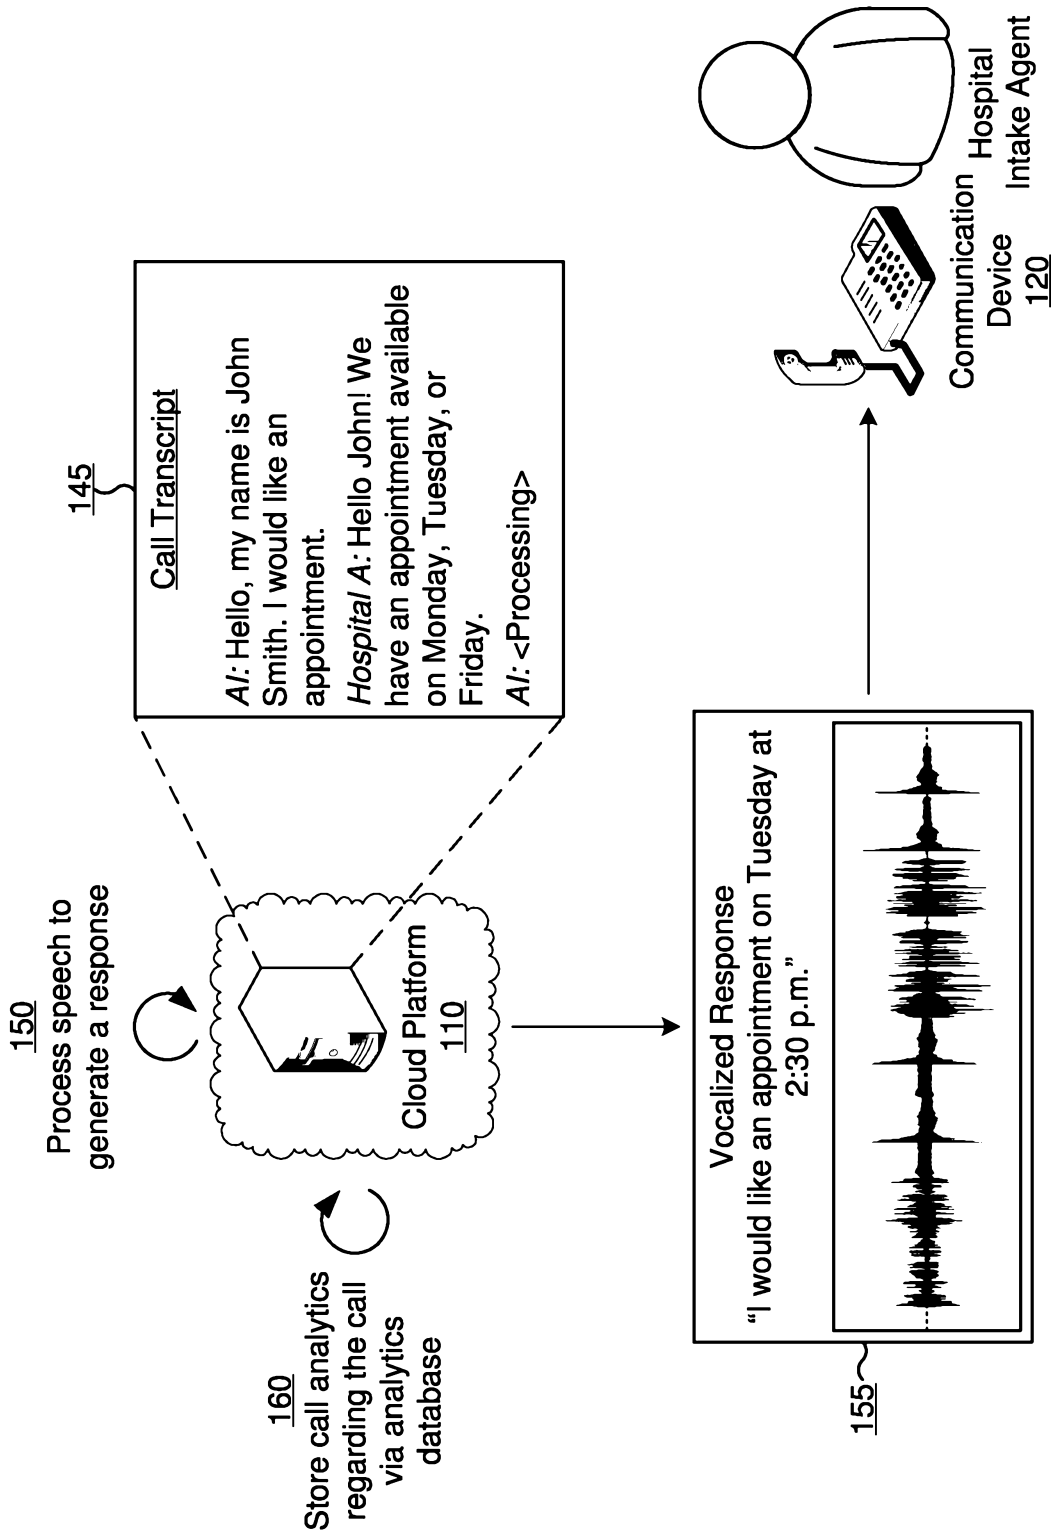 150
Process speech to
generate a response
160
Store call analytics
regarding the call
via analytics
database
Cloud Platform
110
145
Call Transcript
AI: Hello, my name is John
Smith. I would like an
appointment.
Hospital A: Hello John! We
have an appointment available
on Monday, Tuesday, or
Friday.
AI: <Processing>
155
Vocalized Response
“I would like an appointment on Tuesday at
2:30 p.m.”
Communication
Device
120
Hospital
Intake Agent